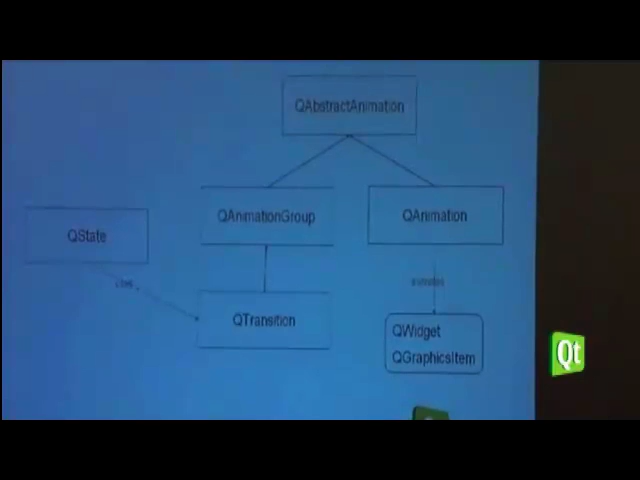 QAbstractAnimation
QAnimationGroup
QAnimation
QState
QTransition
QWidget
QGraphicsItem
Qt